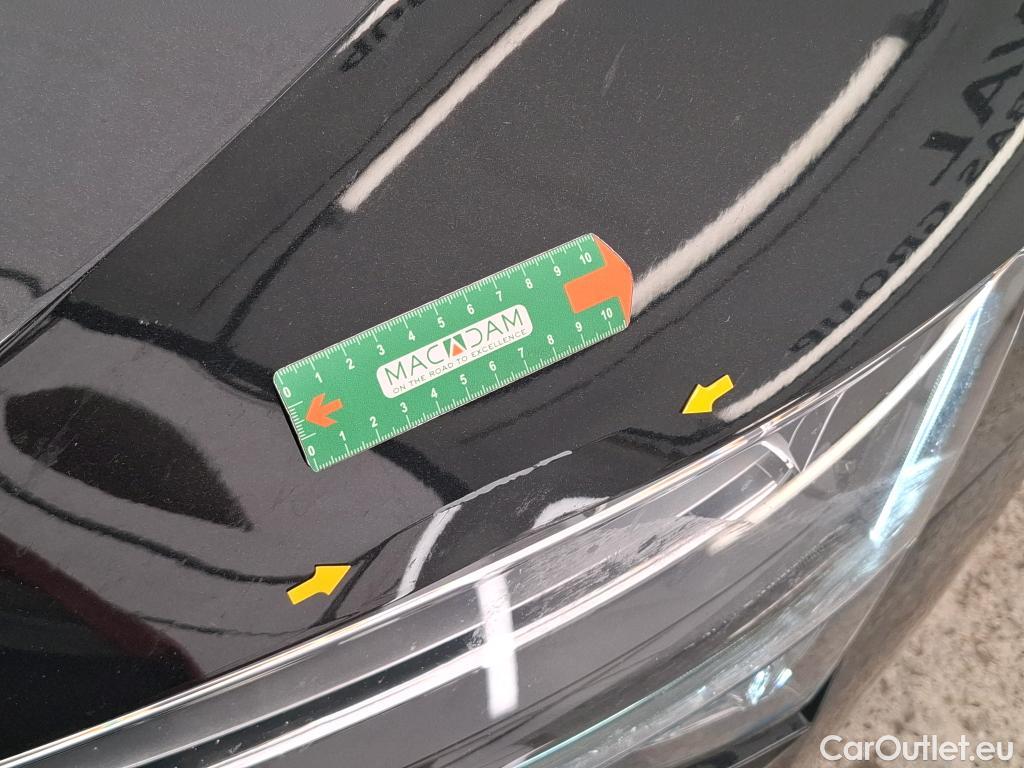 0 1 2 3 4 5 6 7 8 9 10
MACADAM
ON THE ROAD TO EXCELLENCE
0 1 2 3 4 5 6 7 8 9 10
CarOutlet.eu